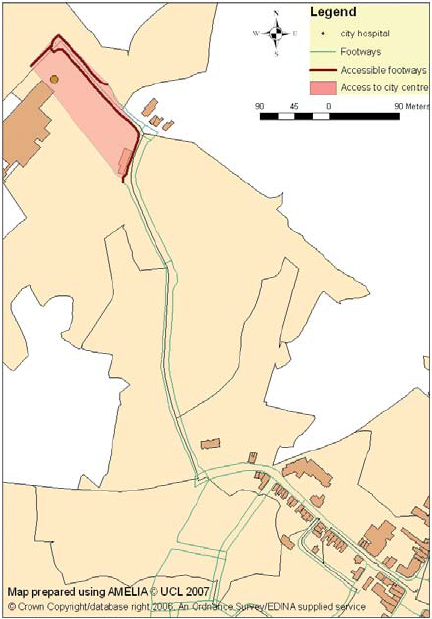 Legend
N
W E
S
city hospital
Footways
Accessible footways
Access to city centre
90 45 0 90 Meters
Map prepared using AMELIA © UCL 2007
© Crown Copyright/database right 2006. An Ordnance Survey/EDINA supplied service